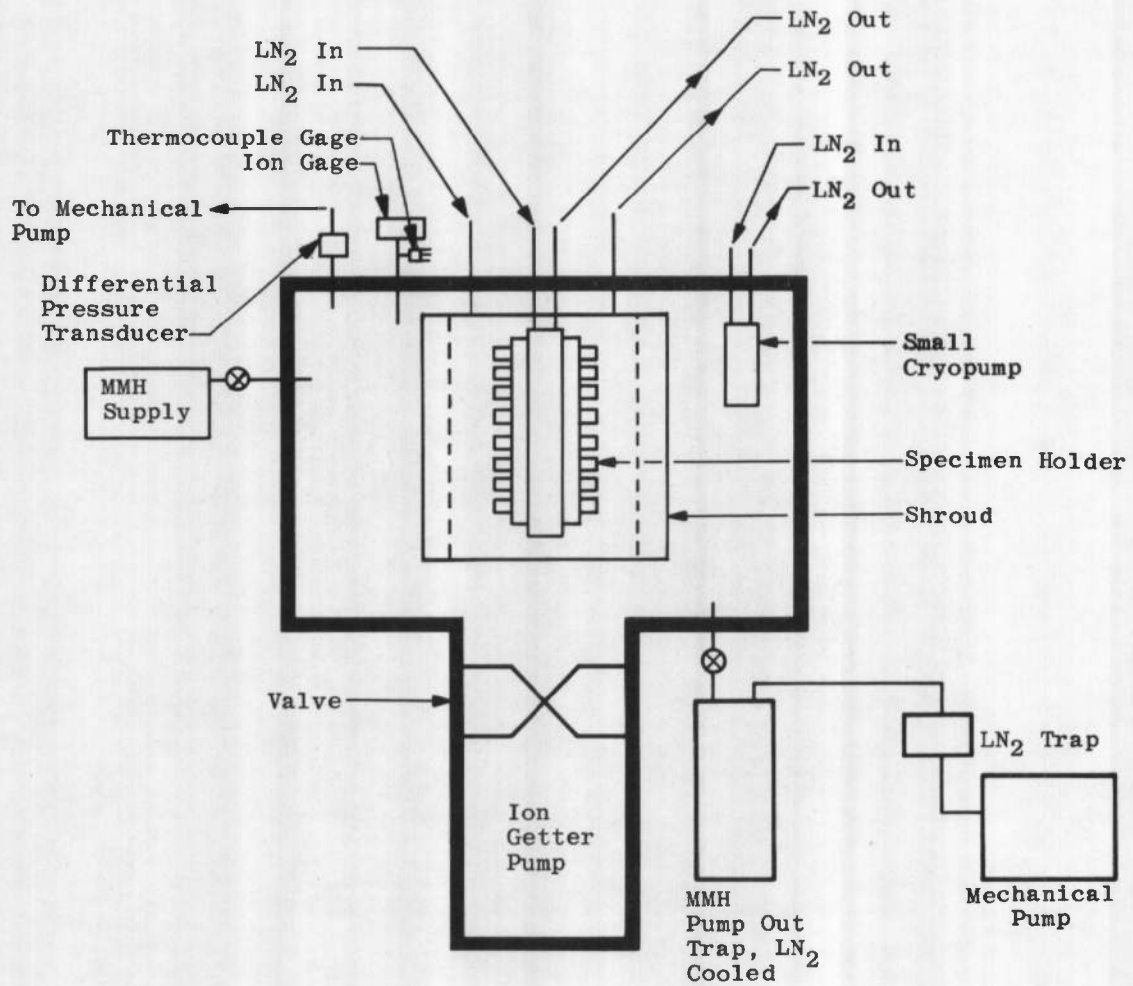 LN2 Out
LN2 In
LN2 Out
LN2 In
Thermocouple Gage
Ion Gage
LN2 In
LN2 Out
To Mechanical
Pump
Differential
Pressure
Transducer
MMH
Supply
Small
Cryopump
Specimen Holder
Shroud
Valve
LN2 Trap
Ion
Getter
Pump
MMH
Pump Out
Trap, LN2
Cooled
Mechanical
Pump